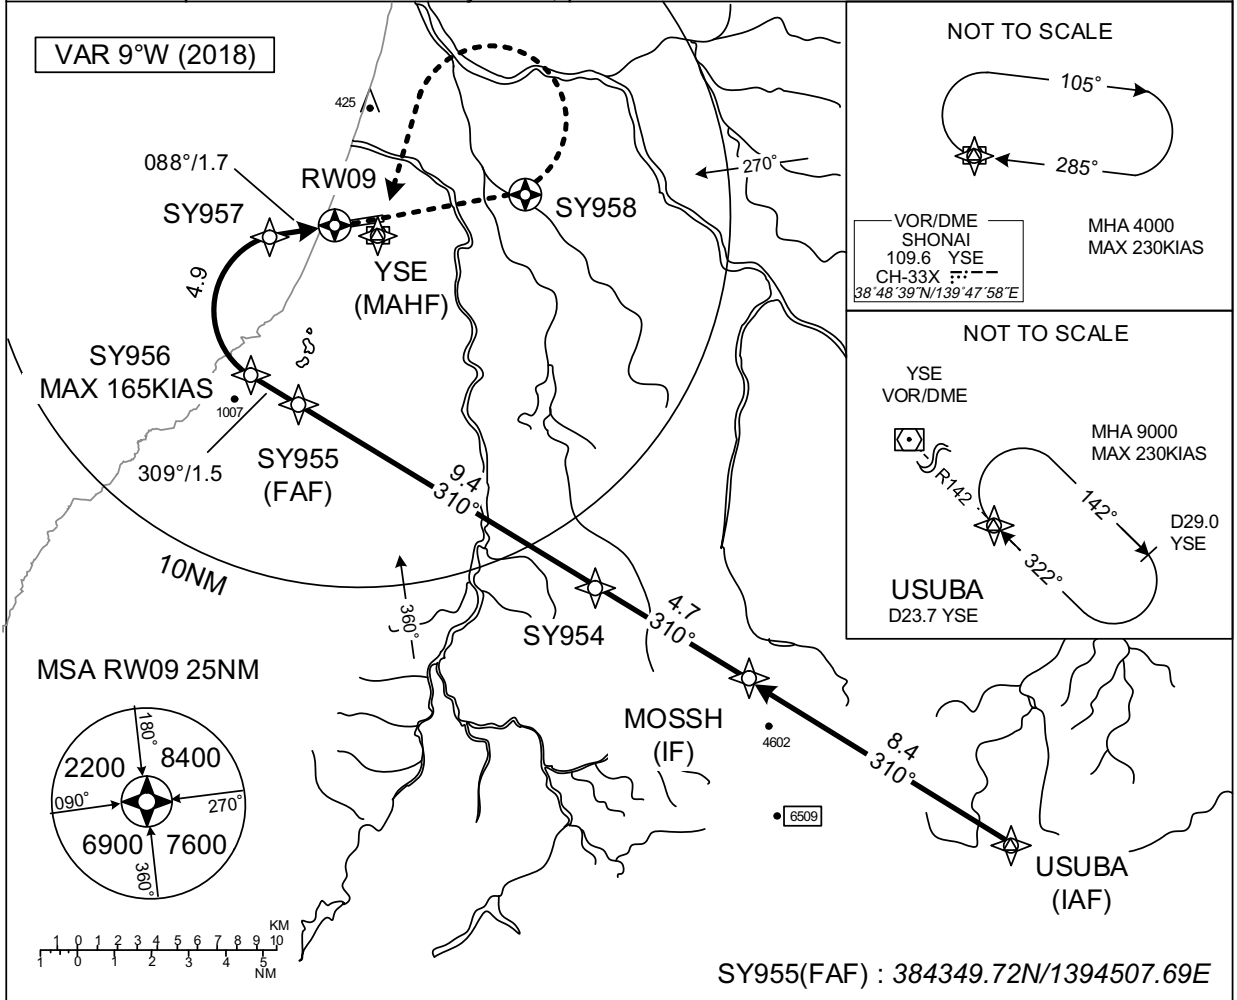 VAR 9°W (2018)
425
088°/1.7
RW09
SY957
SY958
270°
YSE
(MAHF)
4.9
SY956
MAX 165KIAS
1007
309°/1.5
SY955
(FAF)
9.4
310°
10NM
360°
SY954
4.7
310°
MOSSH
(IF)
4602
8.4
310°
6509
USUBA
(IAF)
MSA RW09 25NM
180°
2200
8400
090°
270°
6900
7600
360°
KM
1 0 1 2 3 4 5 6 7 8 9 10
1 0 1 2 3 4 5
NM
SY955(FAF) : 384349.72N/1394507.69E
NOT TO SCALE
105°
285°
VOR/DME
SHONAI
109.6 YSE
CH-33X
38°48´39˝N/139°47´58˝E
MHA 4000
MAX 230KIAS
NOT TO SCALE
YSE
VOR/DME
MHA 9000
MAX 230KIAS
R142
142°
D29.0
YSE
322°
USUBA
D23.7 YSE